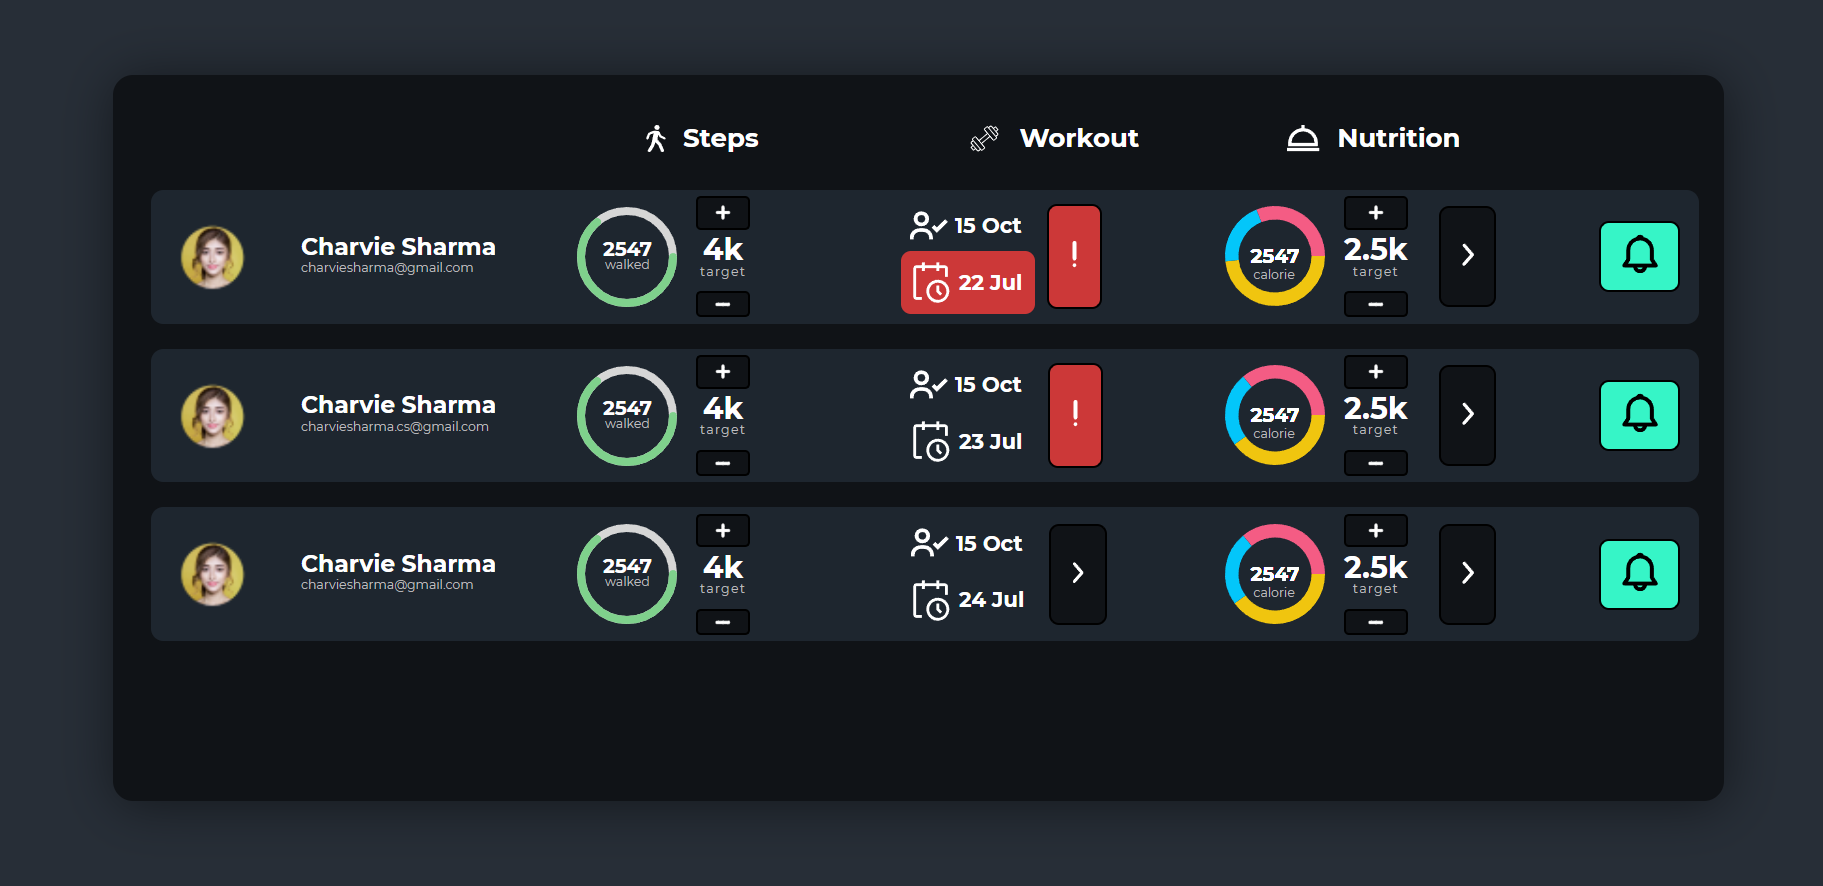 Steps Workout Nutrition
Charvie Sharma
charviesharma@gmail.com
2547
walked
+
4k
target
−
15 Oct
22 Jul
!
2547
calorie
+
2.5k
target
−
Charvie Sharma
charviesharma.cs@gmail.com
2547
walked
+
4k
target
−
15 Oct
23 Jul
!
2547
calorie
+
2.5k
target
−
Charvie Sharma
charviesharma@gmail.com
2547
walked
+
4k
target
−
15 Oct
24 Jul
2547
calorie
+
2.5k
target
−